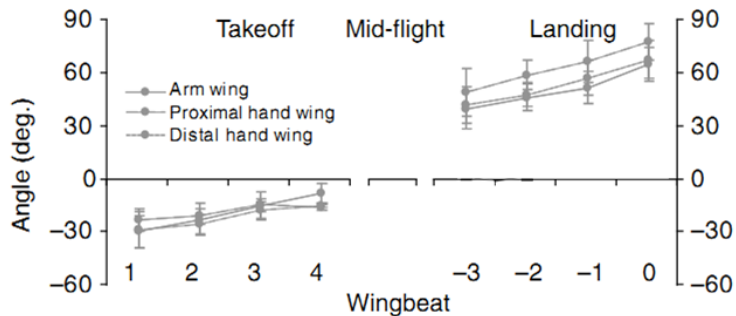 90 Takeoff Mid-flight Landing 90
60 60
Arm wing
Proximal hand wing
30 30
Distal hand wing
0 0
Angle (deg.)
–30 –30
1 2 3 4 –3 –2 –1 0
–60 –60
Wingbeat